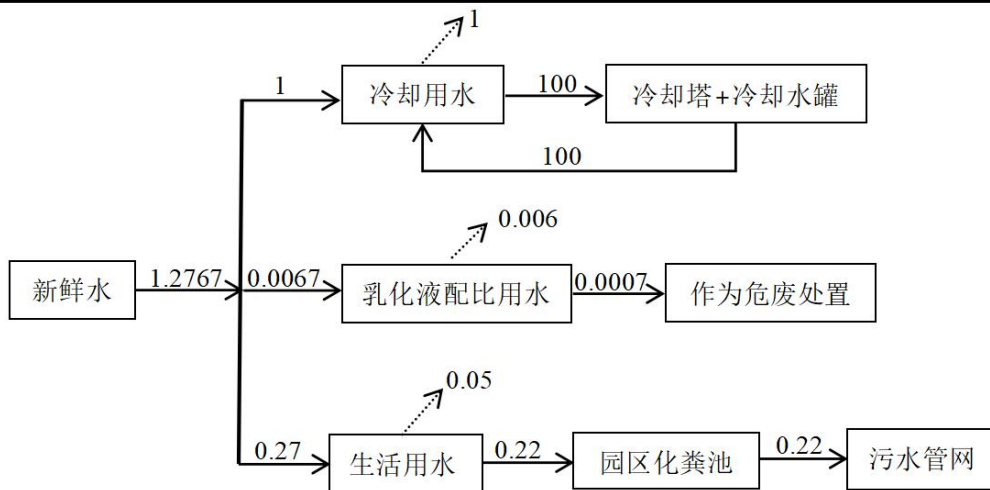 1
1
冷却用水
100
冷却塔+冷却水罐
100
0.006
新鲜水
1.2767
0.0067
乳化液配比用水
0.0007
作为危废处置
0.05
0.27
生活用水
0.22
园区化粪池
0.22
污水管网